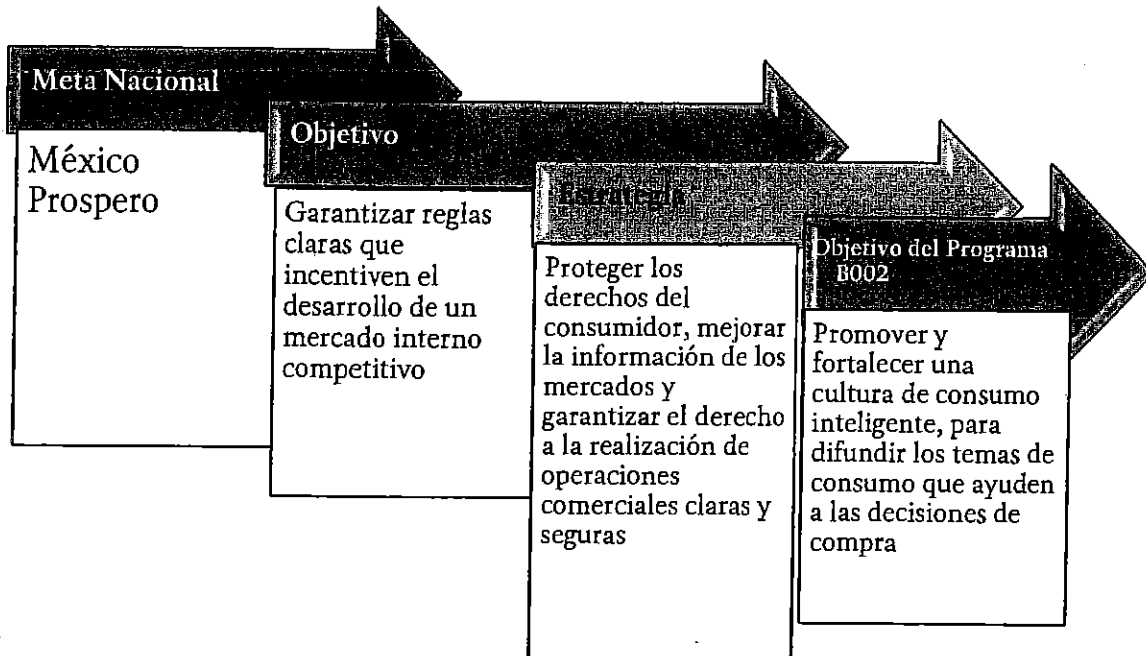 Meta Nacional
México
Prospero
Objetivo
Garantizar reglas
claras que
incentiven el
desarrollo de un
mercado interno
competitivo
Estrategia
Proteger los
derechos del
consumidor, mejorar
la información de los
mercados y
garantizar el derecho
a la realización de
operaciones
comerciales claras y
seguras
Objetivo del Programa
B002
Promover y
fortalecer una
cultura de consumo
inteligente, para
difundir los temas de
consumo que ayuden
a las decisiones de
compra